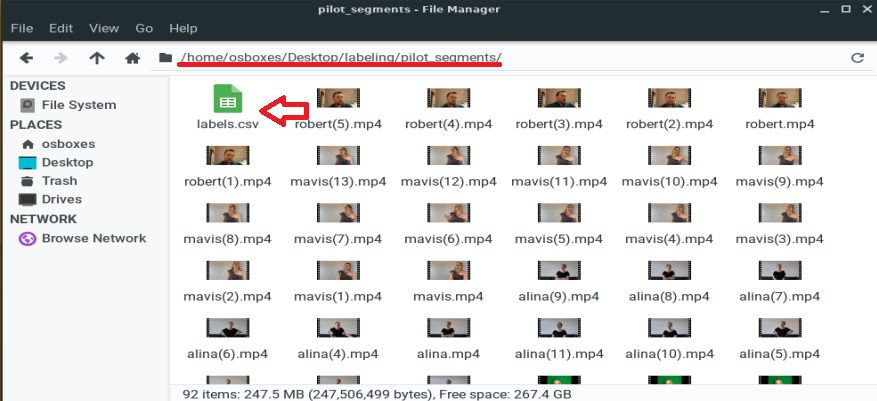 pilot_segments - File Manager
File Edit View Go Help
/home/osboxes/Desktop/labeling/pilot_segments/
DEVICES
File System
PLACES
osboxes
Desktop
Trash
Drives
NETWORK
Browse Network
labels.csv robert(5).mp4 robert(4).mp4 robert(3).mp4 robert(2).mp4 robert.mp4
robert(1).mp4 mavis(13).mp4 mavis(12).mp4 mavis(11).mp4 mavis(10).mp4 mavis(9).mp4
mavis(8).mp4 mavis(7).mp4 mavis(6).mp4 mavis(5).mp4 mavis(4).mp4 mavis(3).mp4
mavis(2).mp4 mavis(1).mp4 mavis.mp4 alina(9).mp4 alina(8).mp4 alina(7).mp4
alina(6).mp4 alina(4).mp4 alina.mp4 alina(11).mp4 alina(10).mp4 alina(5).mp4
92 items: 247.5 MB (247,506,499 bytes), Free space: 267.4 GB